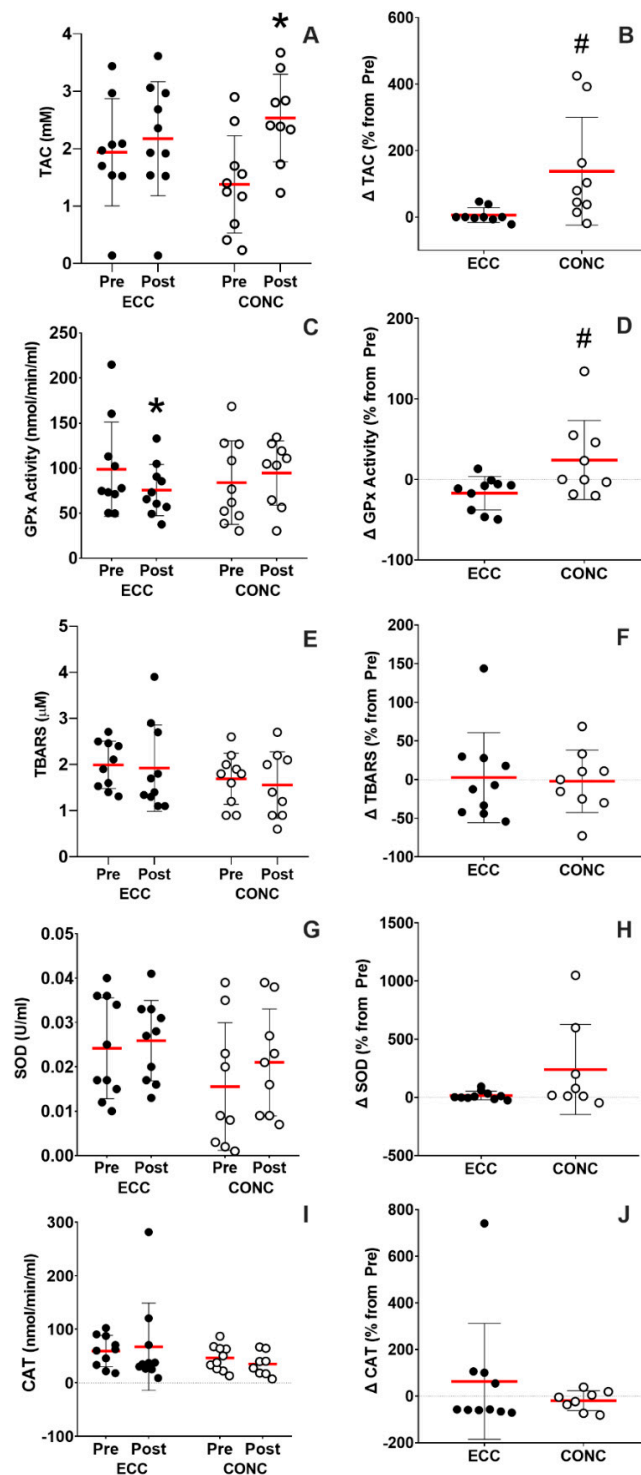 A
*
TAC (mM)
4
3
2
1
0
Pre Post Pre Post
ECC CONC
B
#
Δ TAC (% from Pre)
600
400
200
0
ECC CONC
C
*
GPx Activity (nmol/min/ml)
250
200
150
100
50
0
Pre Post Pre Post
ECC CONC
D
#
Δ GPx Activity (% from Pre)
200
100
0
-100
ECC CONC
E
TBARS (μM)
5
4
3
2
1
0
Pre Post Pre Post
ECC CONC
F
Δ TBARS (% from Pre)
200
150
100
50
0
-50
-100
ECC CONC
G
SOD (U/ml)
0.05
0.04
0.03
0.02
0.01
0.00
Pre Post Pre Post
ECC CONC
H
Δ SOD (% from Pre)
1500
1000
500
0
-500
ECC CONC
I
CAT (nmol/min/ml)
300
200
100
0
-100
Pre Post Pre Post
ECC CONC
J
Δ CAT (% from Pre)
800
600
400
200
0
-200
ECC CONC